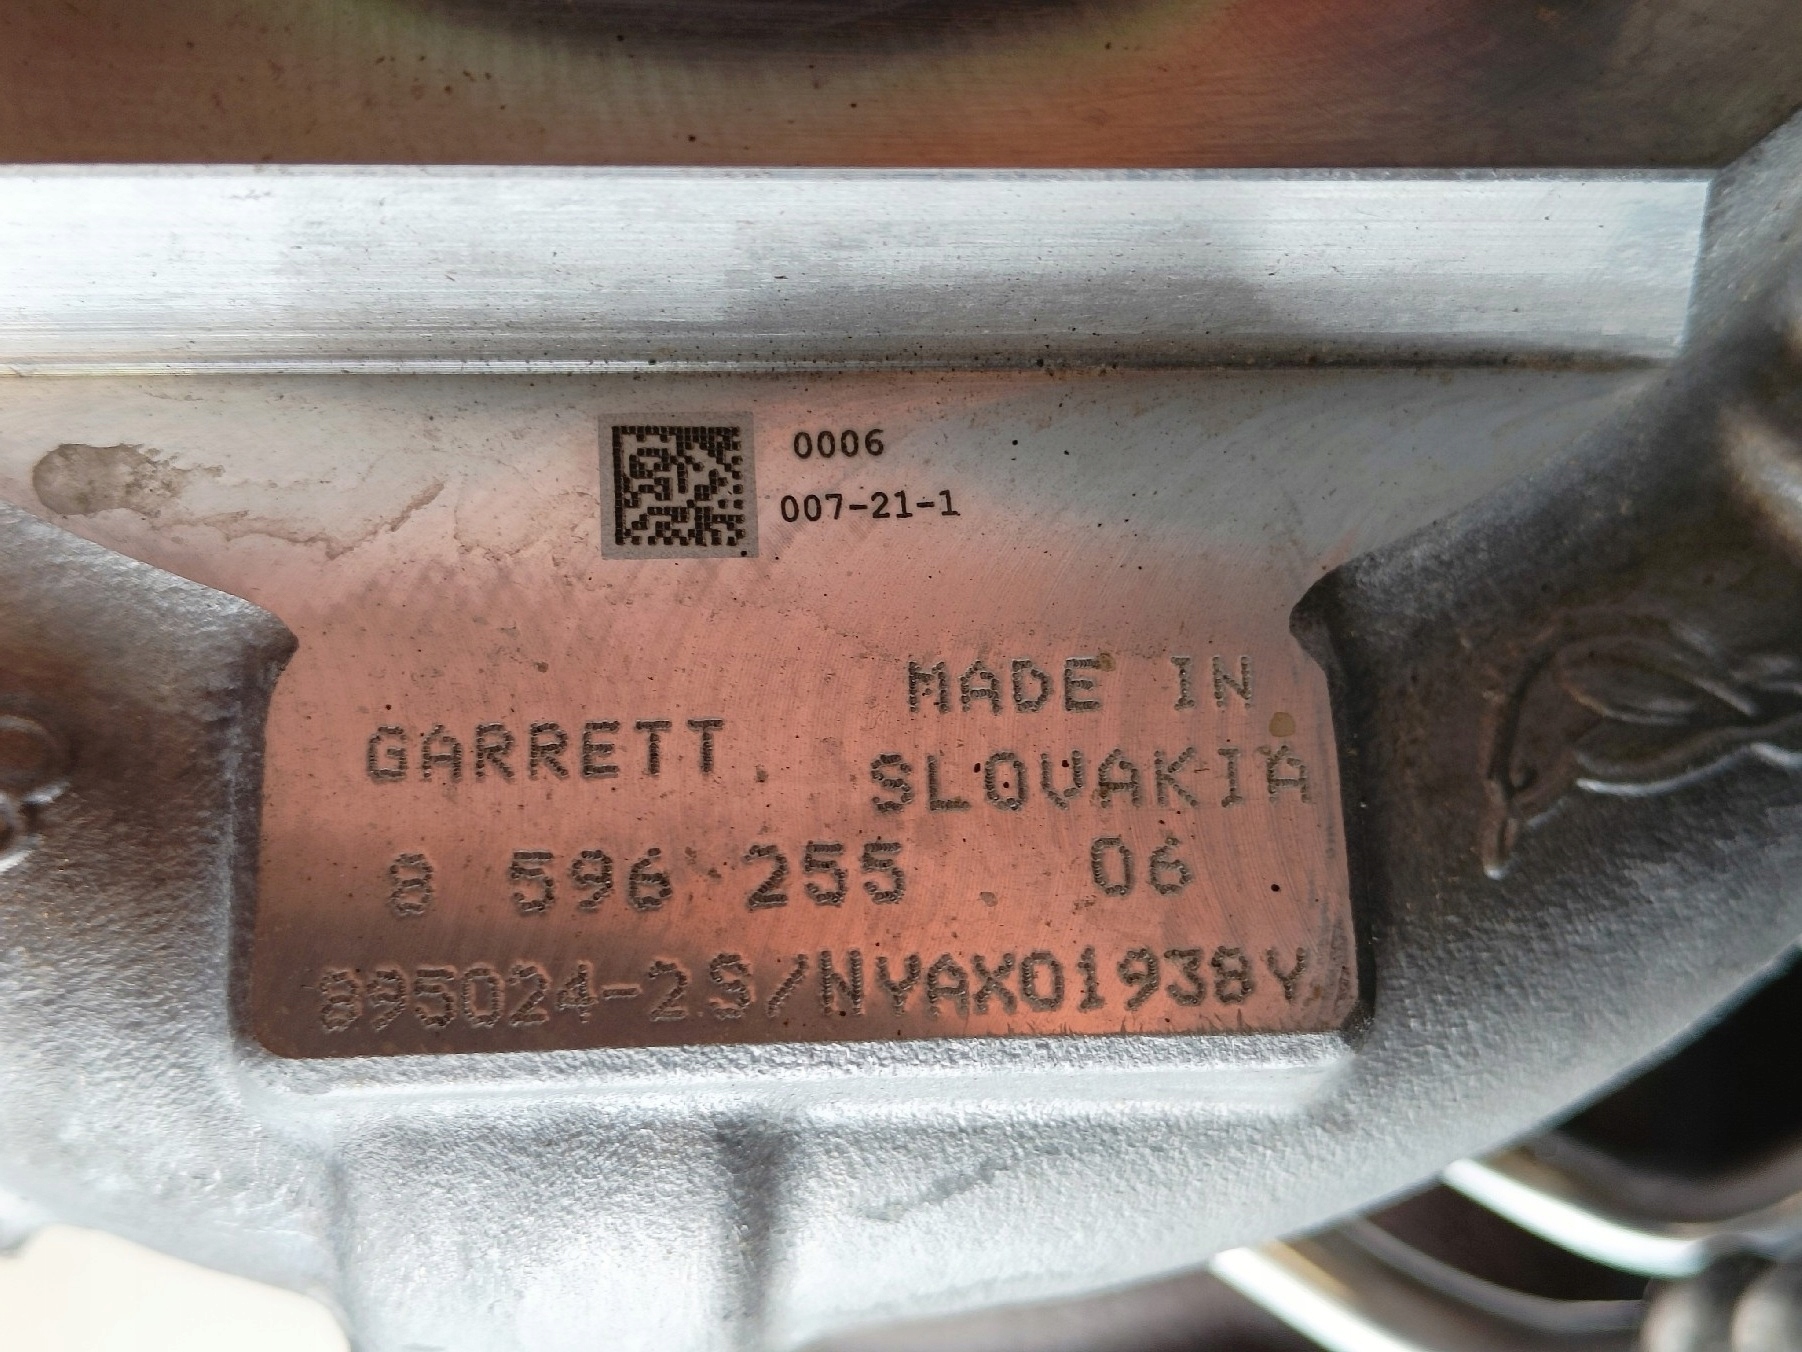 0006
007-21-1
MADE IN
GARRETT
SLOVAKIA
8 596 255 06
895024-2S/NYAX01938Y